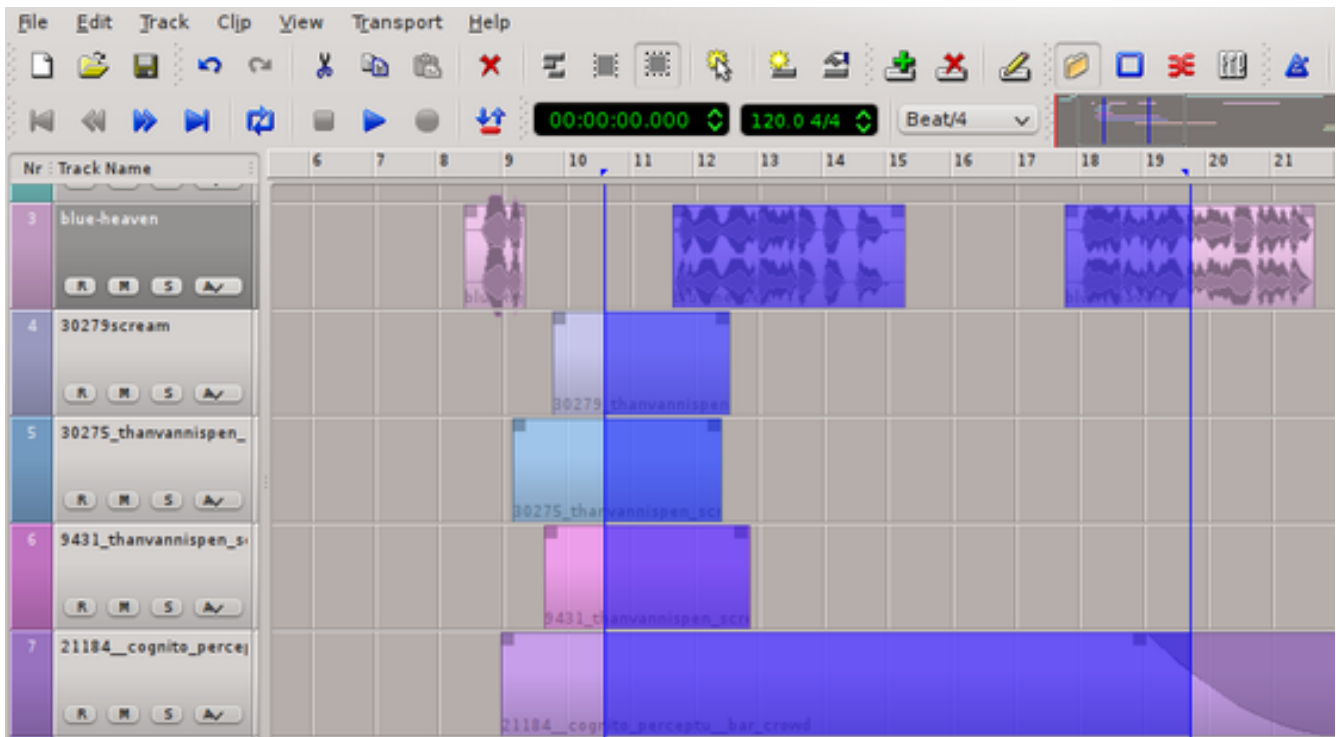 File Edit Track Clip View Transport Help
00:00:00.000 120.0 4/4 Beat/4
Nr Track Name 6 7 8 9 10 11 12 13 14 15 16 17 18 19 20 21
3 blue-heaven
R M S A
4 30279scream
R M S A
30279_thanvannispen
5 30275_thanvannispen_
R M S A
30275_thanvannispen_scr
6 9431_thanvannispen_s
R M S A
9431_thanvannispen_scr
7 21184__cognito_percep
R M S A
21184__cognito_perceptu__bar_crowd